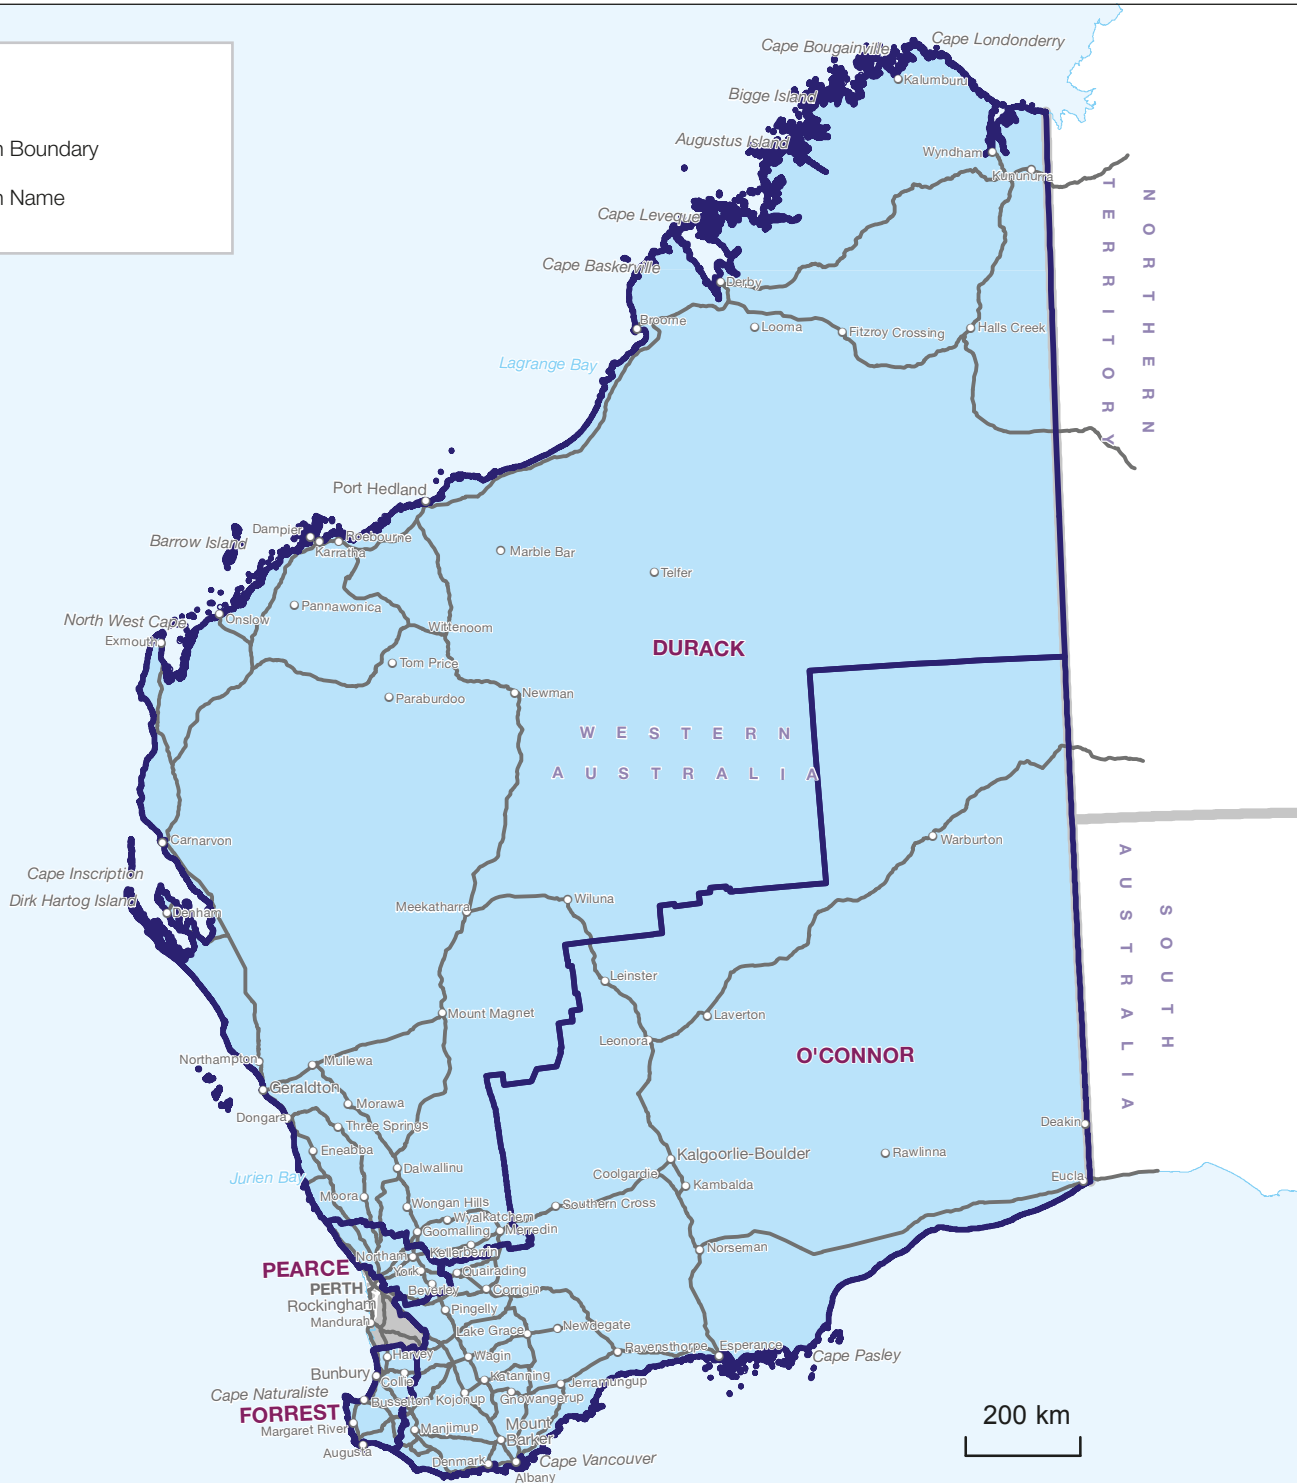 n Boundary
n Name
Cape Bougainville
Cape Londonderry
Kalumburu
Bigge Island
Augustus Island
Wyndham
Kununurra
Cape Leveque
Cape Baskerville
Derby
Broome
Looma
Fitzroy Crossing
Halls Creek
Lagrange Bay
NORTHERN
TERRITORY
Port Hedland
Dampier
Roebourne
Barrow Island
Karratha
Marble Bar
Telfer
Pannawonica
North West Cape
Onslow
Wittenoom
Exmouth
DURACK
Tom Price
Paraburdoo
Newman
WESTERN
AUSTRALIA
Carnarvon
Warburton
Cape Inscription
Dirk Hartog Island
Denham
Meekatharra
Wiluna
SOUTH
AUSTRALIA
Leinster
Mount Magnet
Laverton
Leonora
O'CONNOR
Northampton
Mullewa
Geraldton
Morawa
Dongara
Three Springs
Deakin
Eneabba
Kalgoorlie-Boulder
Rawlinna
Dalwallinu
Coolgardie
Jurien Bay
Kambalda
Eucla
Moora
Wongan Hills
Southern Cross
Wyalkatchem
Goomalling
Merredin
Northam
Kellerberrin
Norseman
PEARCE
York
Quairading
PERTH
Beverley
Corrigin
Rockingham
Pingelly
Mandurah
Lake Grace
Newdegate
Harvey
Wagin
Ravensthorpe
Esperance
Cape Pasley
Bunbury
Collie
Katanning
Jerramungup
Cape Naturaliste
Busselton
Kojonup
Gnowangerup
FORREST
Margaret River
Manjimup
Mount
Barker
Augusta
Denmark
Cape Vancouver
Albany
200 km